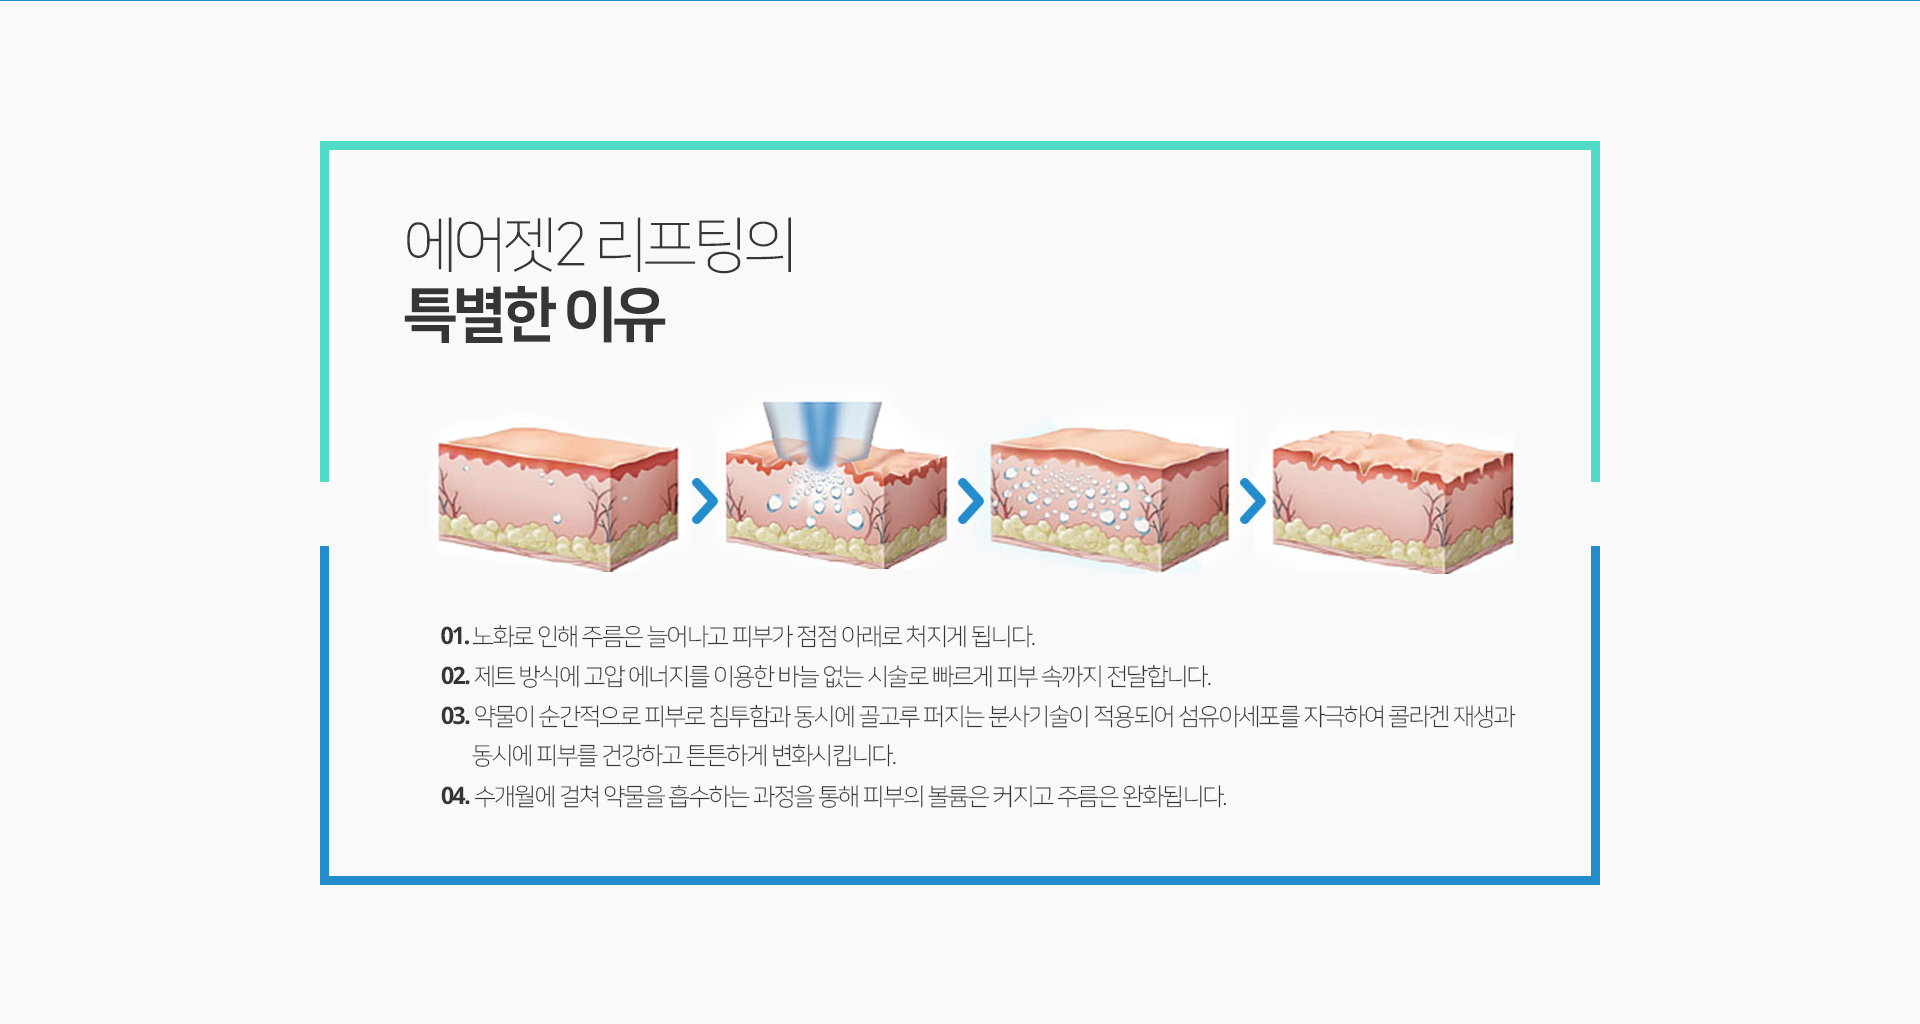 에어젯2 리프팅의
특별한 이유
01. 노화로 인해 주름은 늘어나고 피부가 점점 아래로 처지게 됩니다.
02. 제트 방식에 고압 에너지를 이용한 바늘 없는 시술로 빠르게 피부 속까지 전달합니다.
03. 약물이 순간적으로 피부로 침투함과 동시에 골고루 퍼지는 분사기술이 적용되어 섬유아세포를 자극하여 콜라겐 재생과
동시에 피부를 건강하고 튼튼하게 변화시킵니다.
04. 수개월에 걸쳐 약물을 흡수하는 과정을 통해 피부의 볼륨은 커지고 주름은 완화됩니다.